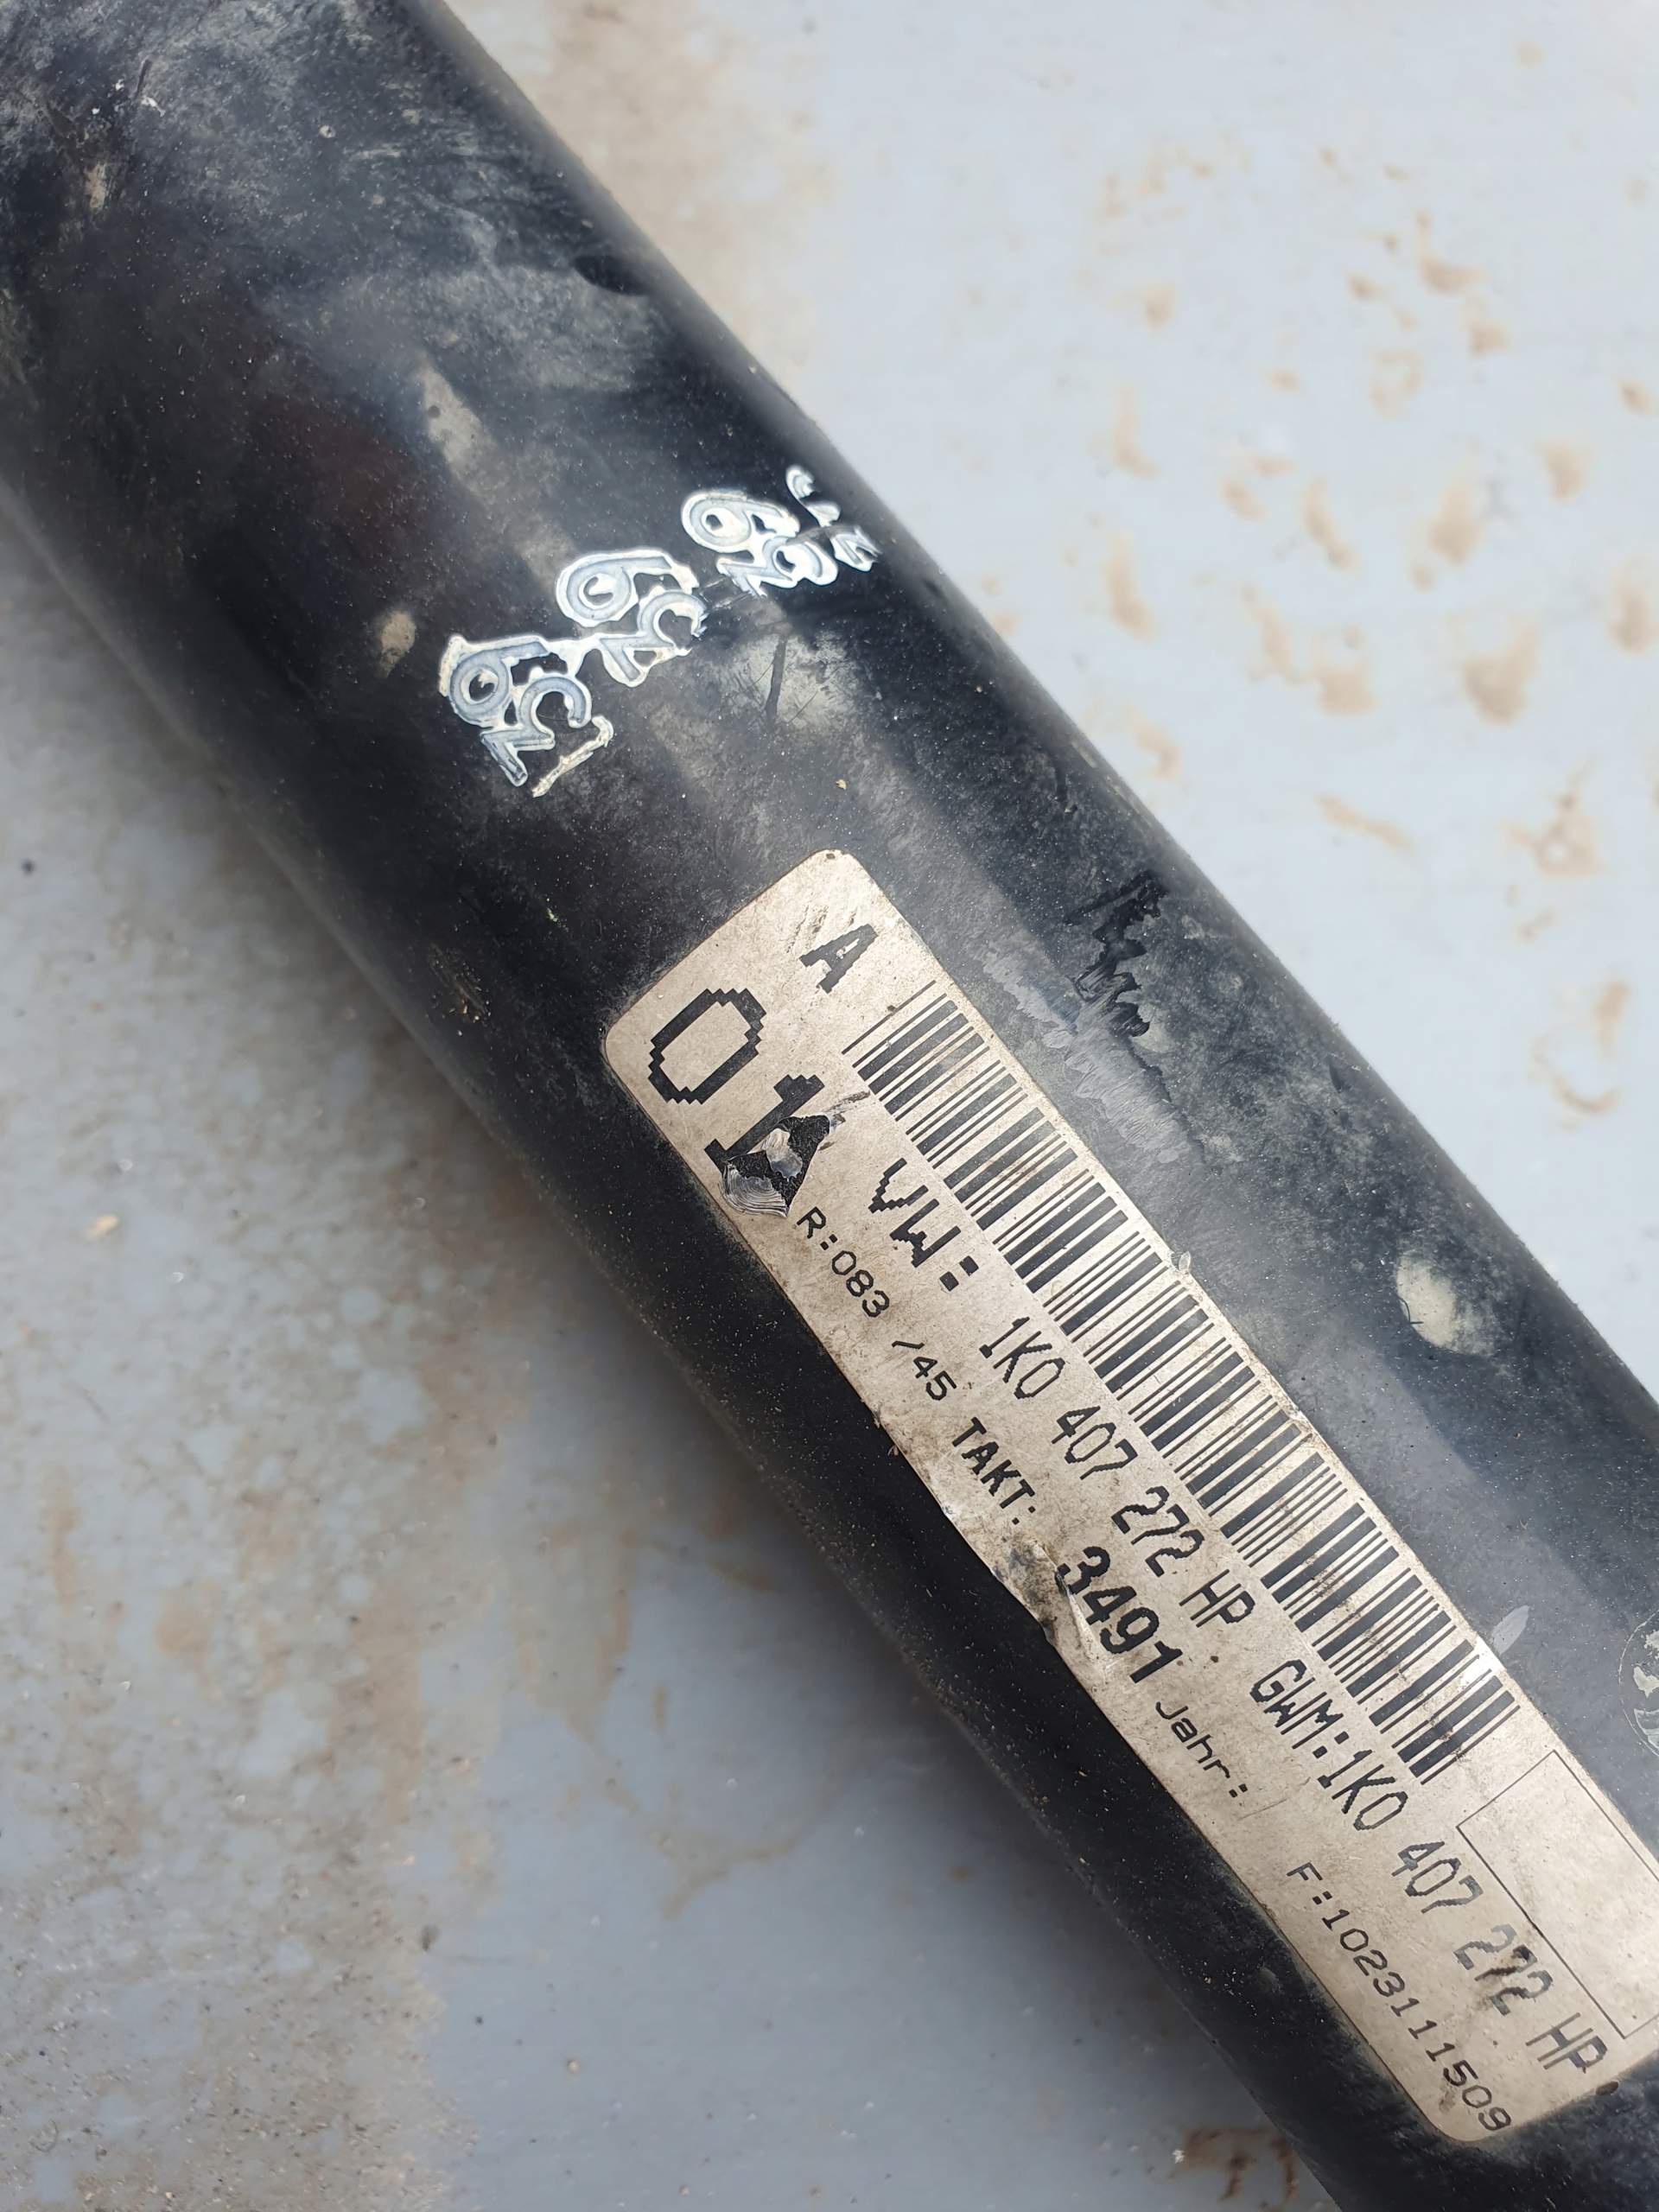 A
01
VW: 1K0 407 272 HP GWM:1K0 407 272 HP
R:083 /45 TAKT: 3491 Jahr: F:1023111509